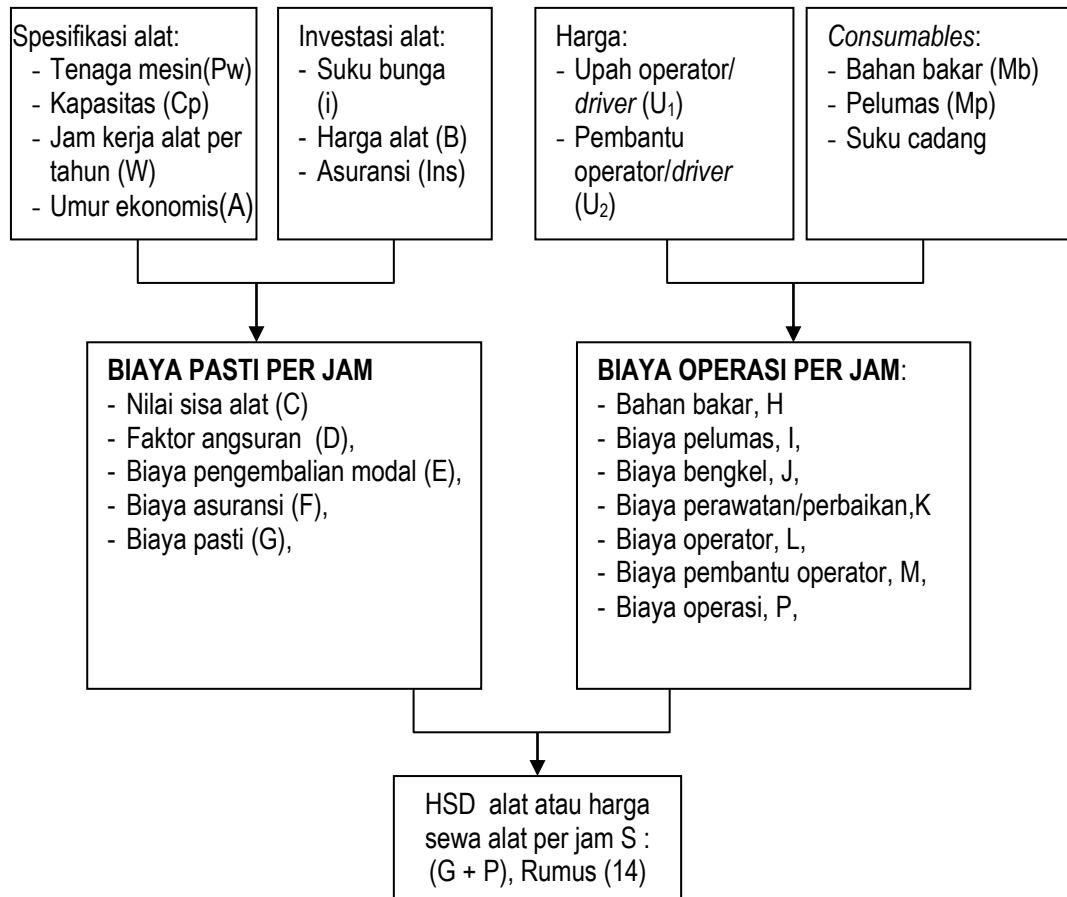 Spesifikasi alat:
- Tenaga mesin(Pw)
- Kapasitas (Cp)
- Jam kerja alat per
tahun (W)
- Umur ekonomis(A)
Investasi alat:
- Suku bunga
(i)
- Harga alat (B)
- Asuransi (Ins)
Harga:
- Upah operator/
driver (U₁)
- Pembantu
operator/driver
(U₂)
Consumables:
- Bahan bakar (Mb)
- Pelumas (Mp)
- Suku cadang
BIAYA PASTI PER JAM
- Nilai sisa alat (C)
- Faktor angsuran (D),
- Biaya pengembalian modal (E),
- Biaya asuransi (F),
- Biaya pasti (G),
BIAYA OPERASI PER JAM:
- Bahan bakar, H
- Biaya pelumas, I,
- Biaya bengkel, J,
- Biaya perawatan/perbaikan,K
- Biaya operator, L,
- Biaya pembantu operator, M,
- Biaya operasi, P,
HSD alat atau harga
sewa alat per jam S :
(G + P), Rumus (14)